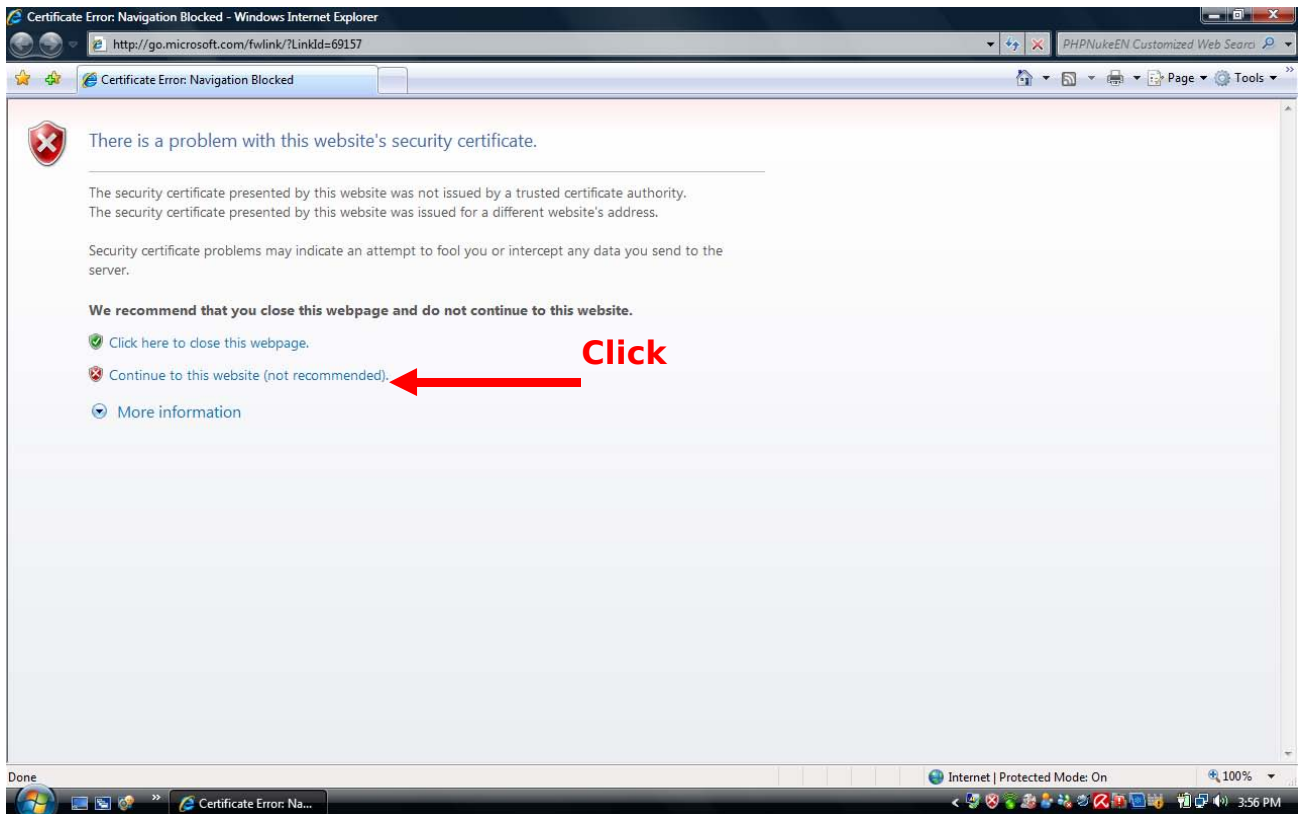 Certificate Error: Navigation Blocked - Windows Internet Explorer
http://go.microsoft.com/fwlink/?LinkId=69157
PHPNukeEN Customized Web Searc
Certificate Error: Navigation Blocked
Page
Tools
There is a problem with this website's security certificate.
The security certificate presented by this website was not issued by a trusted certificate authority.
The security certificate presented by this website was issued for a different website's address.
Security certificate problems may indicate an attempt to fool you or intercept any data you send to the
server.
We recommend that you close this webpage and do not continue to this website.
Click here to close this webpage.
Click
Continue to this website (not recommended).
More information
Done
Internet | Protected Mode: On
100%
Certificate Error: Na...
3:56 PM